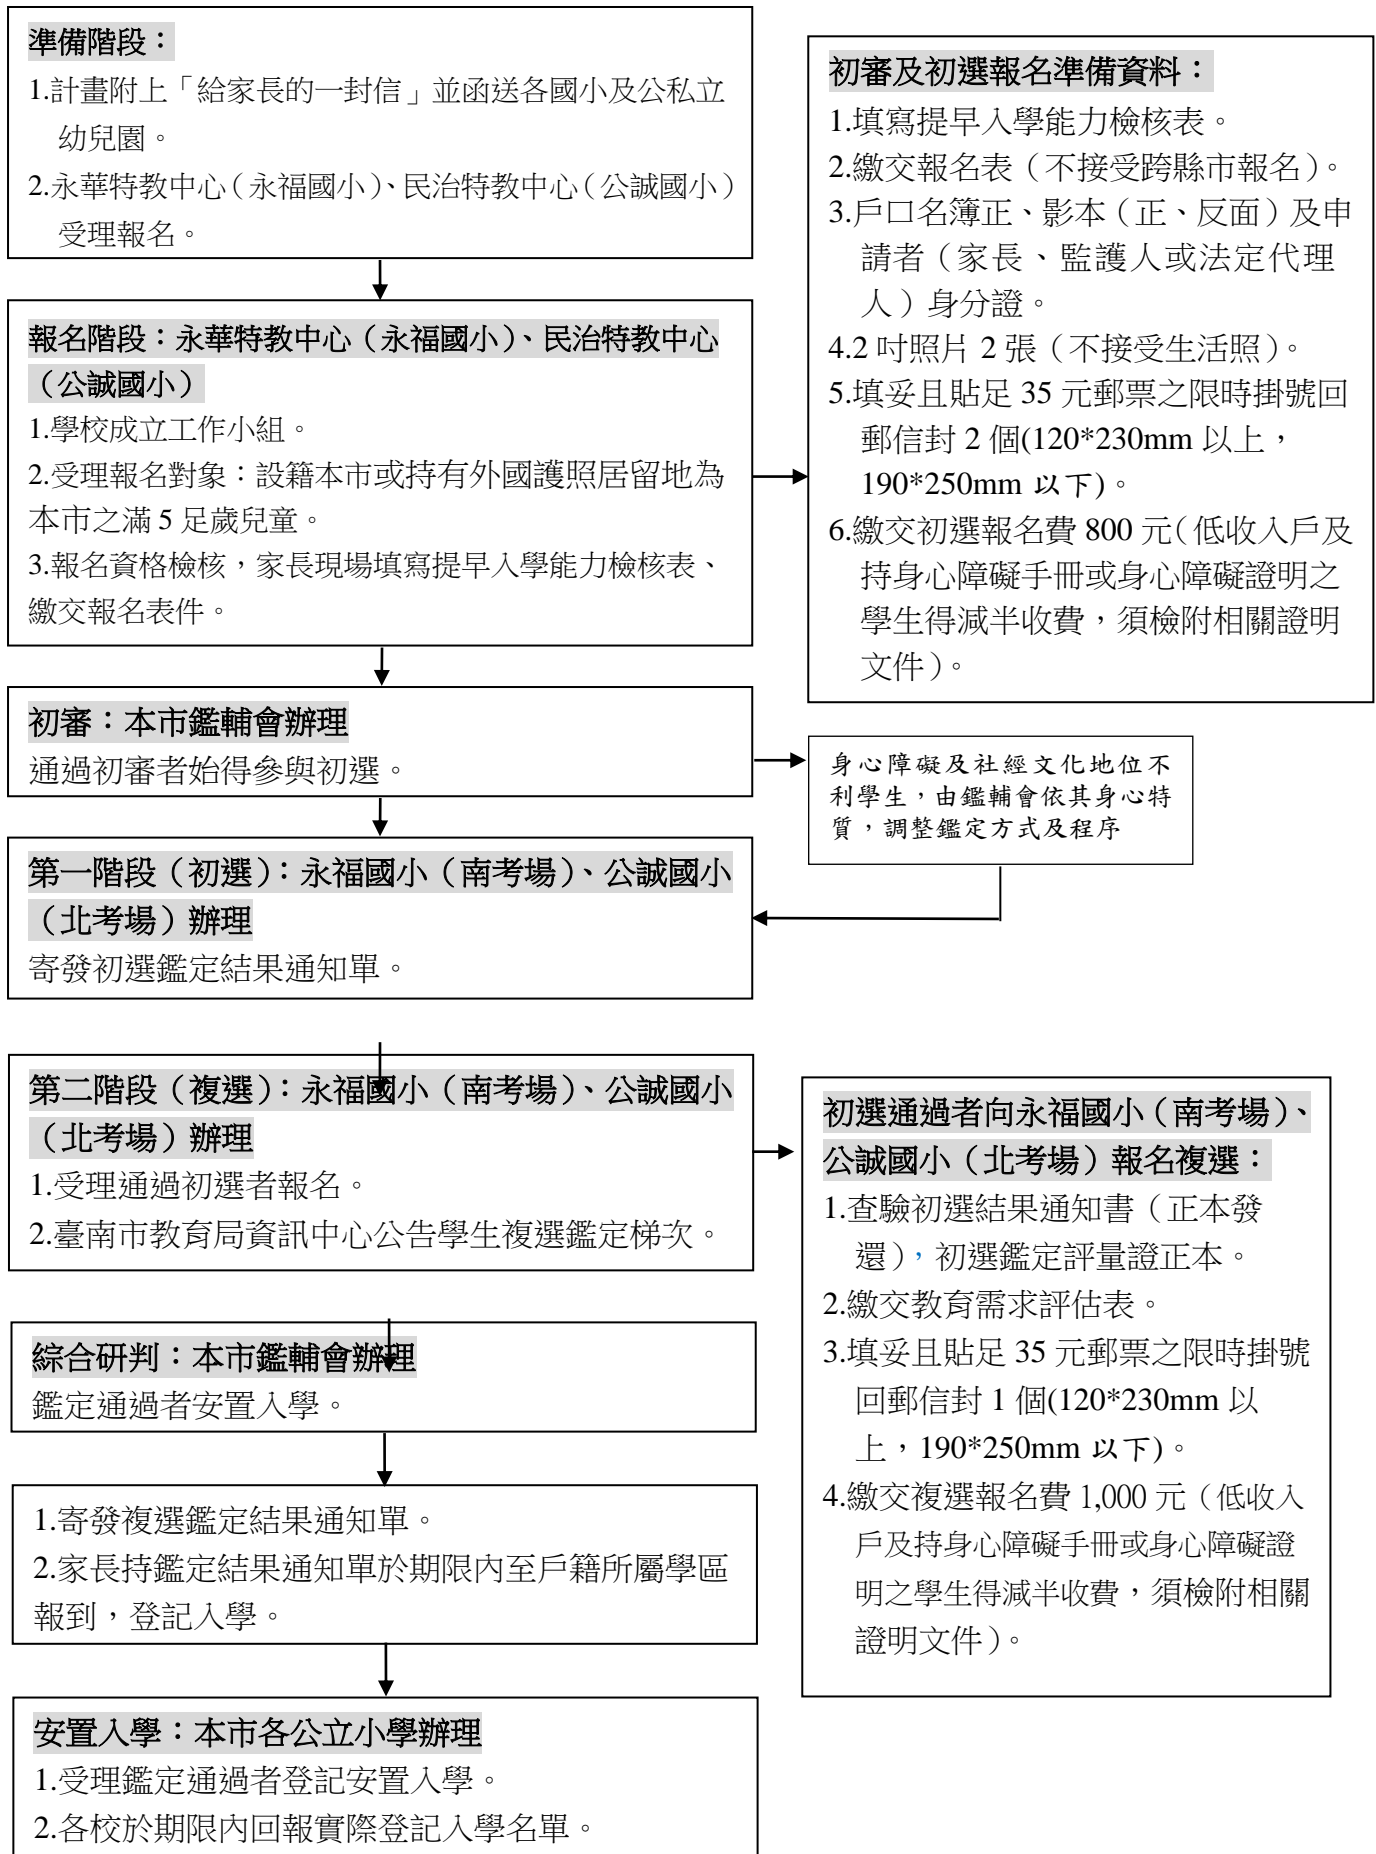 準備階段：
1.計畫附上「給家長的一封信」並函送各國小及公私立
幼兒園。
2.永華特教中心（永福國小）、民治特教中心（公誠國小）
受理報名。
初審及初選報名準備資料：
1.填寫提早入學能力檢核表。
2.繳交報名表（不接受跨縣市報名）。
3.戶口名簿正、影本（正、反面）及申
請者（家長、監護人或法定代理
人）身分證。
4.2 吋照片 2 張（不接受生活照）。
5.填妥且貼足 35 元郵票之限時掛號回
郵信封 2 個(120*230mm 以上，
190*250mm 以下)。
6.繳交初選報名費 800 元（低收入戶及
持身心障礙手冊或身心障礙證明之
學生得減半收費，須檢附相關證明
文件）。
報名階段：永華特教中心（永福國小）、民治特教中心
（公誠國小）
1.學校成立工作小組。
2.受理報名對象：設籍本市或持有外國護照居留地為
本市之滿 5 足歲兒童。
3.報名資格檢核，家長現場填寫提早入學能力檢核表、
繳交報名表件。
初審：本市鑑輔會辦理
通過初審者始得參與初選。
身心障礙及社經文化地位不
利學生，由鑑輔會依其身心特
質，調整鑑定方式及程序
第一階段（初選）：永福國小（南考場）、公誠國小
（北考場）辦理
寄發初選鑑定結果通知單。
第二階段（複選）：永福國小（南考場）、公誠國小
（北考場）辦理
1.受理通過初選者報名。
2.臺南市教育局資訊中心公告學生複選鑑定梯次。
初選通過者向永福國小（南考場）、
公誠國小（北考場）報名複選：
1.查驗初選結果通知書（正本發
還），初選鑑定評量證正本。
2.繳交教育需求評估表。
3.填妥且貼足 35 元郵票之限時掛號
回郵信封 1 個(120*230mm 以
上，190*250mm 以下)。
4.繳交複選報名費 1,000 元（低收入
戶及持身心障礙手冊或身心障礙證
明之學生得減半收費，須檢附相關
證明文件）。
綜合研判：本市鑑輔會辦理
鑑定通過者安置入學。
1.寄發複選鑑定結果通知單。
2.家長持鑑定結果通知單於期限內至戶籍所屬學區
報到，登記入學。
安置入學：本市各公立小學辦理
1.受理鑑定通過者登記安置入學。
2.各校於期限內回報實際登記入學名單。